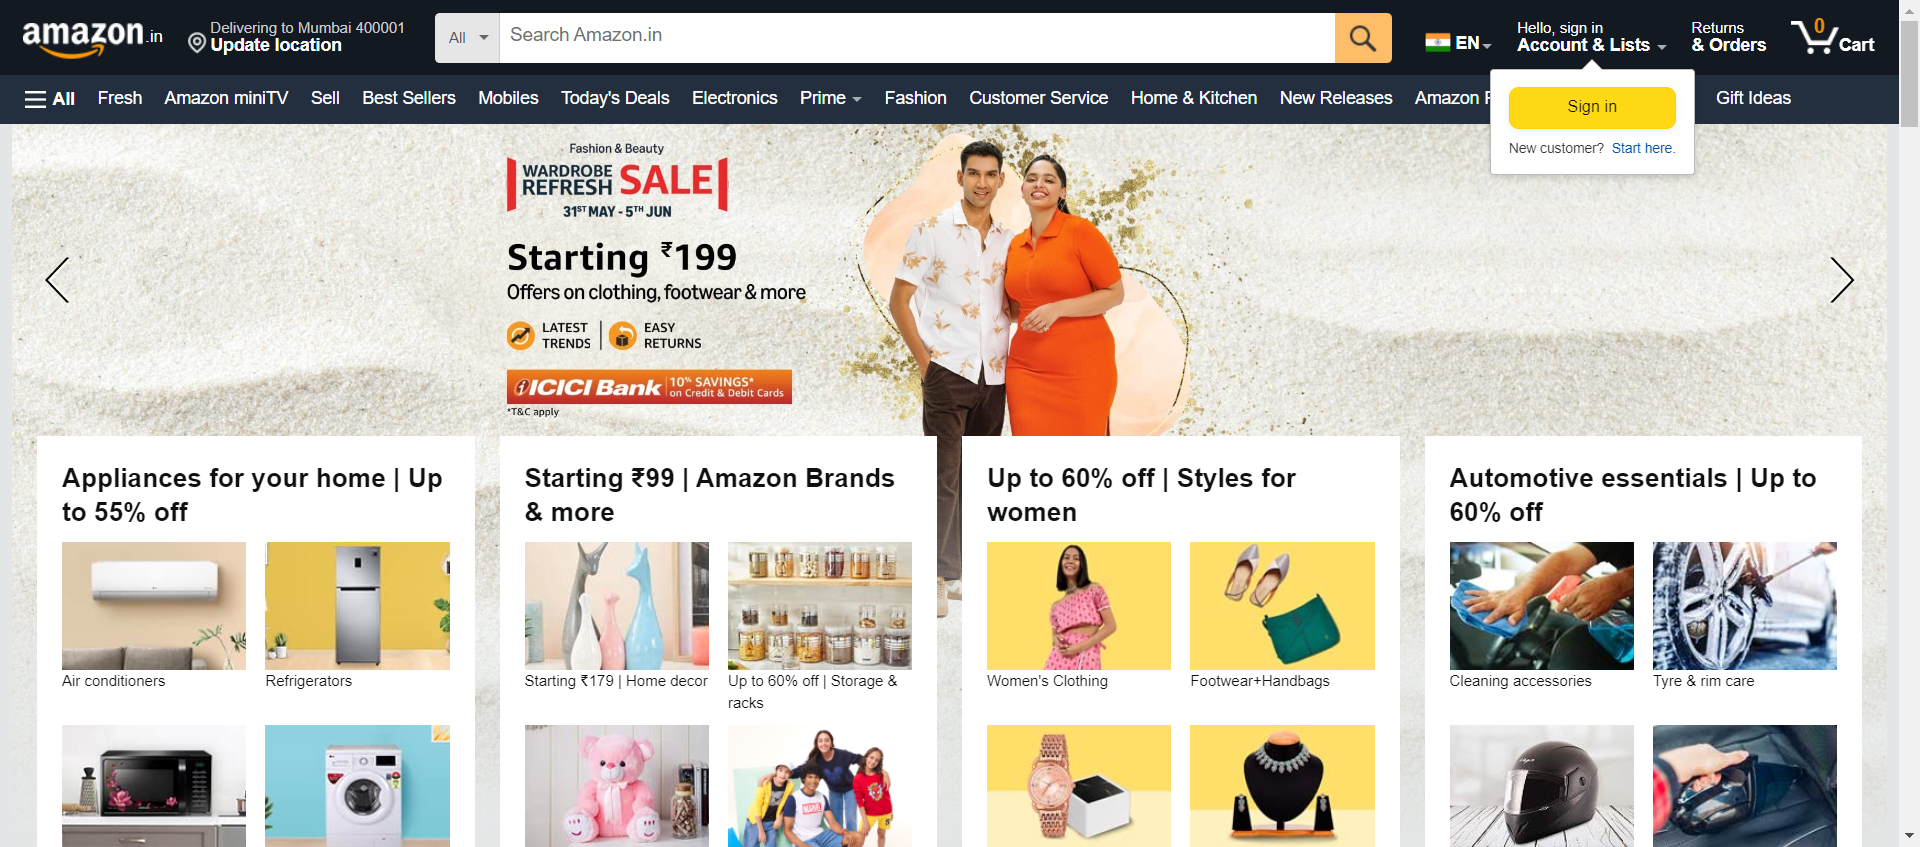 amazon.in
Delivering to Mumbai 400001
Update location
All
Search Amazon.in
EN
Hello, sign in
Account & Lists
Returns
& Orders
0
Cart
All
Fresh
Amazon miniTV
Sell
Best Sellers
Mobiles
Today's Deals
Electronics
Prime
Fashion
Customer Service
Home & Kitchen
New Releases
Amazon
Gift Ideas
Sign in
New customer? Start here.
Fashion & Beauty
WARDROBE
REFRESH SALE
31ST MAY - 5TH JUN
Starting ₹199
Offers on clothing, footwear & more
LATEST
TRENDS
EASY
RETURNS
ICICI Bank
10% SAVINGS*
on Credit & Debit Cards
*T&C apply
Appliances for your home | Up
to 55% off
Air conditioners
Refrigerators
Starting ₹99 | Amazon Brands
& more
Starting ₹179 | Home decor
Up to 60% off | Storage &
racks
MARVEL
Up to 60% off | Styles for
women
Women's Clothing
Footwear+Handbags
Automotive essentials | Up to
60% off
Cleaning accessories
Tyre & rim care